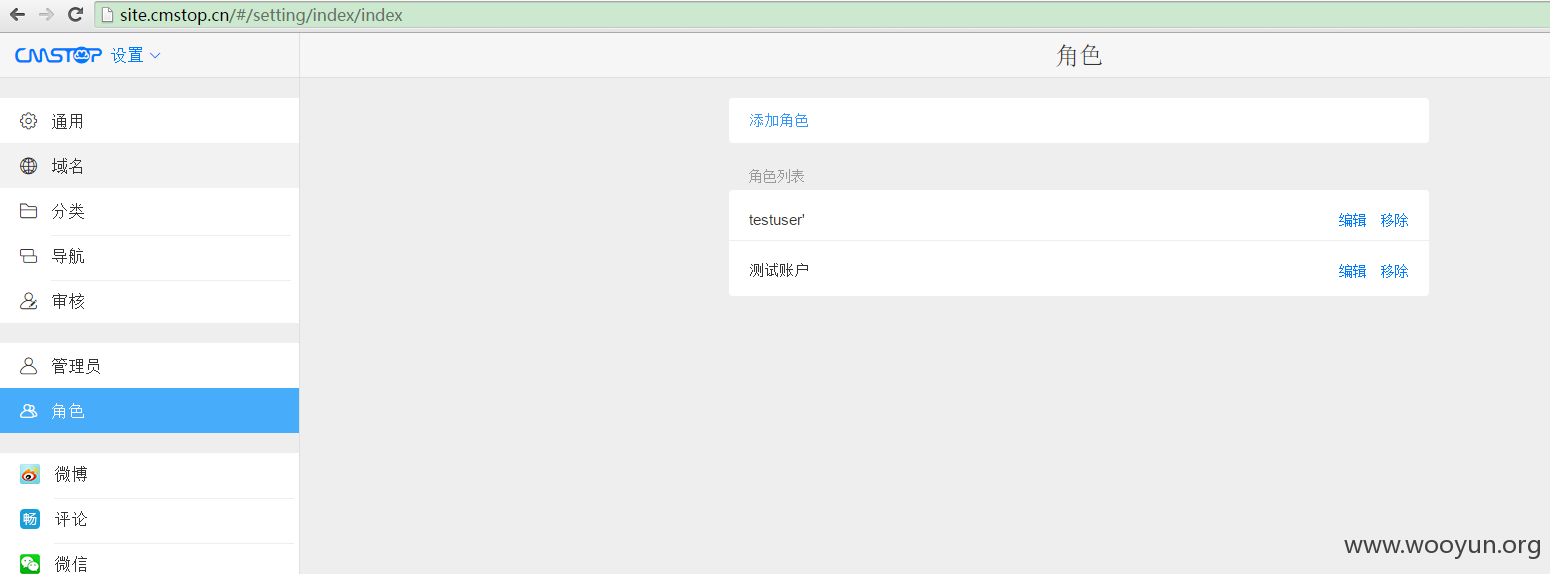 site.cmstop.cn/#/setting/index/index
CMSTOP 设置
角色
通用
域名
分类
导航
审核
管理员
角色
微博
畅 评论
微信
添加角色
角色列表
testuser' 编辑 移除
测试账户 编辑 移除
www.wooyun.org